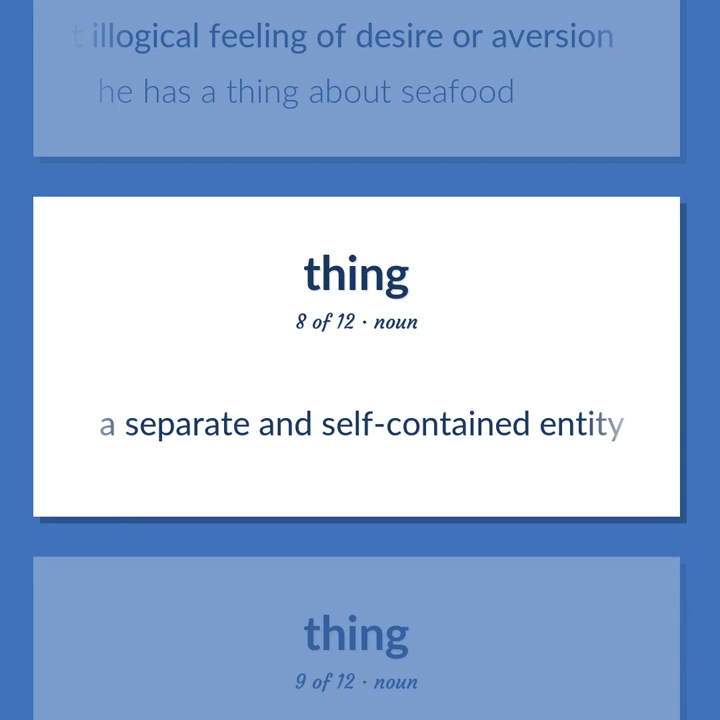 t illogical feeling of desire or aversion
he has a thing about seafood
thing
8 of 12 · noun
a separate and self-contained entity
thing
9 of 12 · noun